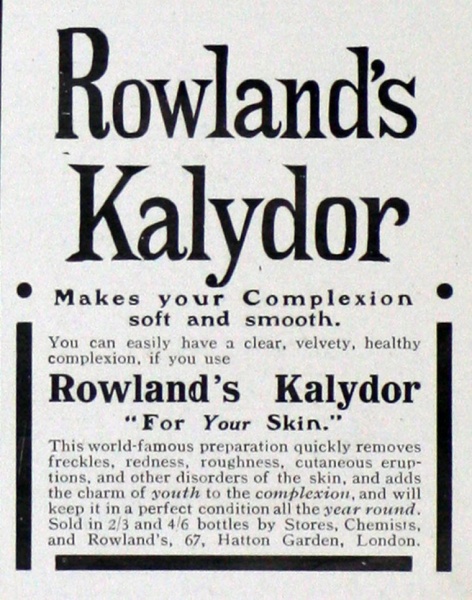 Rowland's
Kalydor
Makes your Complexion
soft and smooth.
You can easily have a clear, velvety, healthy
complexion, if you use
Rowland's Kalydor
"For Your Skin."
This world-famous preparation quickly removes
freckles, redness, roughness, cutaneous erup-
tions, and other disorders of the skin, and adds
the charm of youth to the complexion, and will
keep it in a perfect condition all the year round.
Sold in 2/3 and 4/6 bottles by Stores, Chemists,
and Rowland's, 67, Hatton Garden, London.